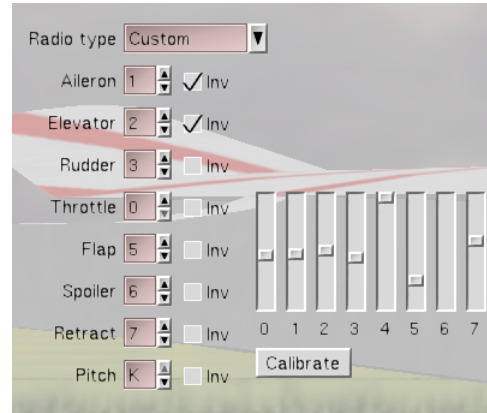 Radio type Custom
Aileron 1 Inv
Elevator 2 Inv
Rudder 3 Inv
Throttle 0 Inv
Flap 5 Inv
Spoiler 6 Inv
Retract 7 Inv
0 1 2 3 4 5 6 7
Pitch K Inv
Calibrate